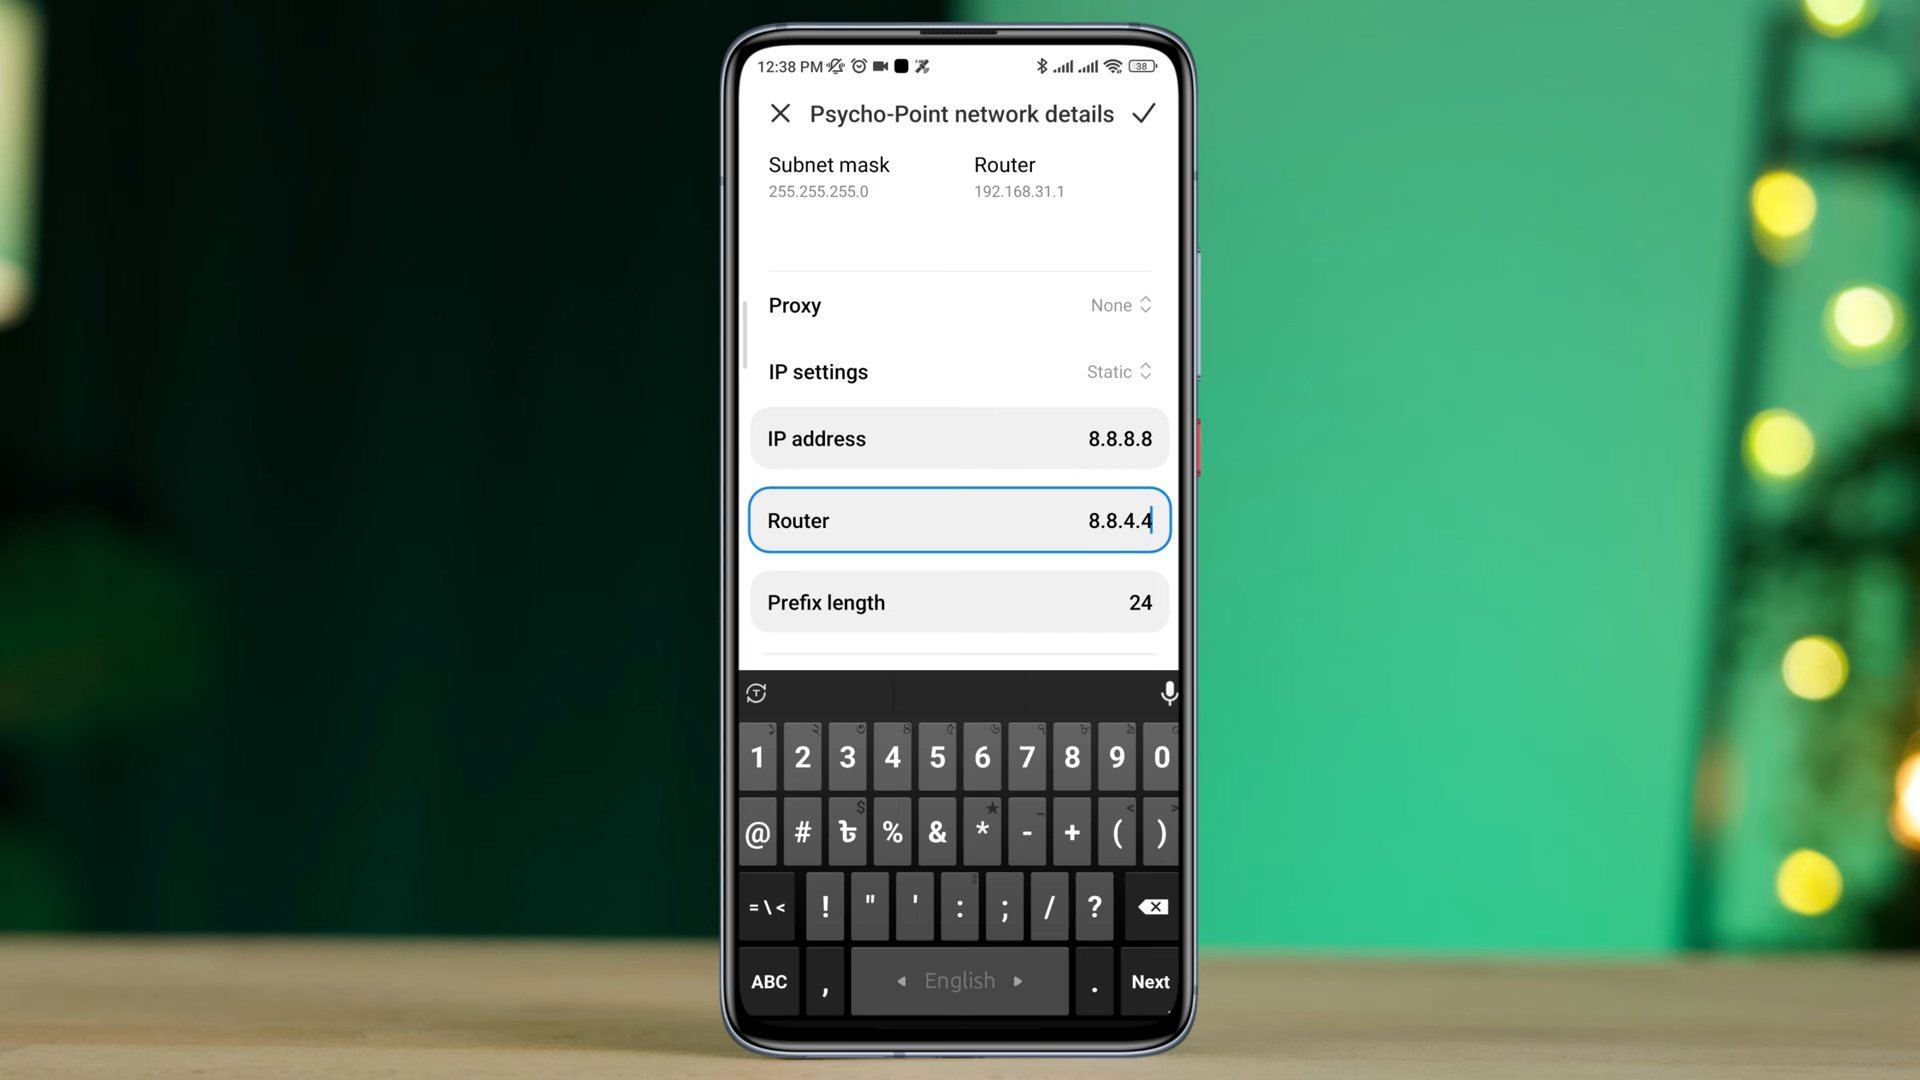 12:38 PM 38
Psycho-Point network details
Subnet mask Router
255.255.255.0 192.168.31.1
Proxy None
IP settings Static
IP address 8.8.8.8
Router 8.8.4.4
Prefix length 24
1 2 3 4 5 6 7 8 9 0
@ # ৳ % & * - + ( )
= \ < ! " ' : ; / ?
ABC , English . Next